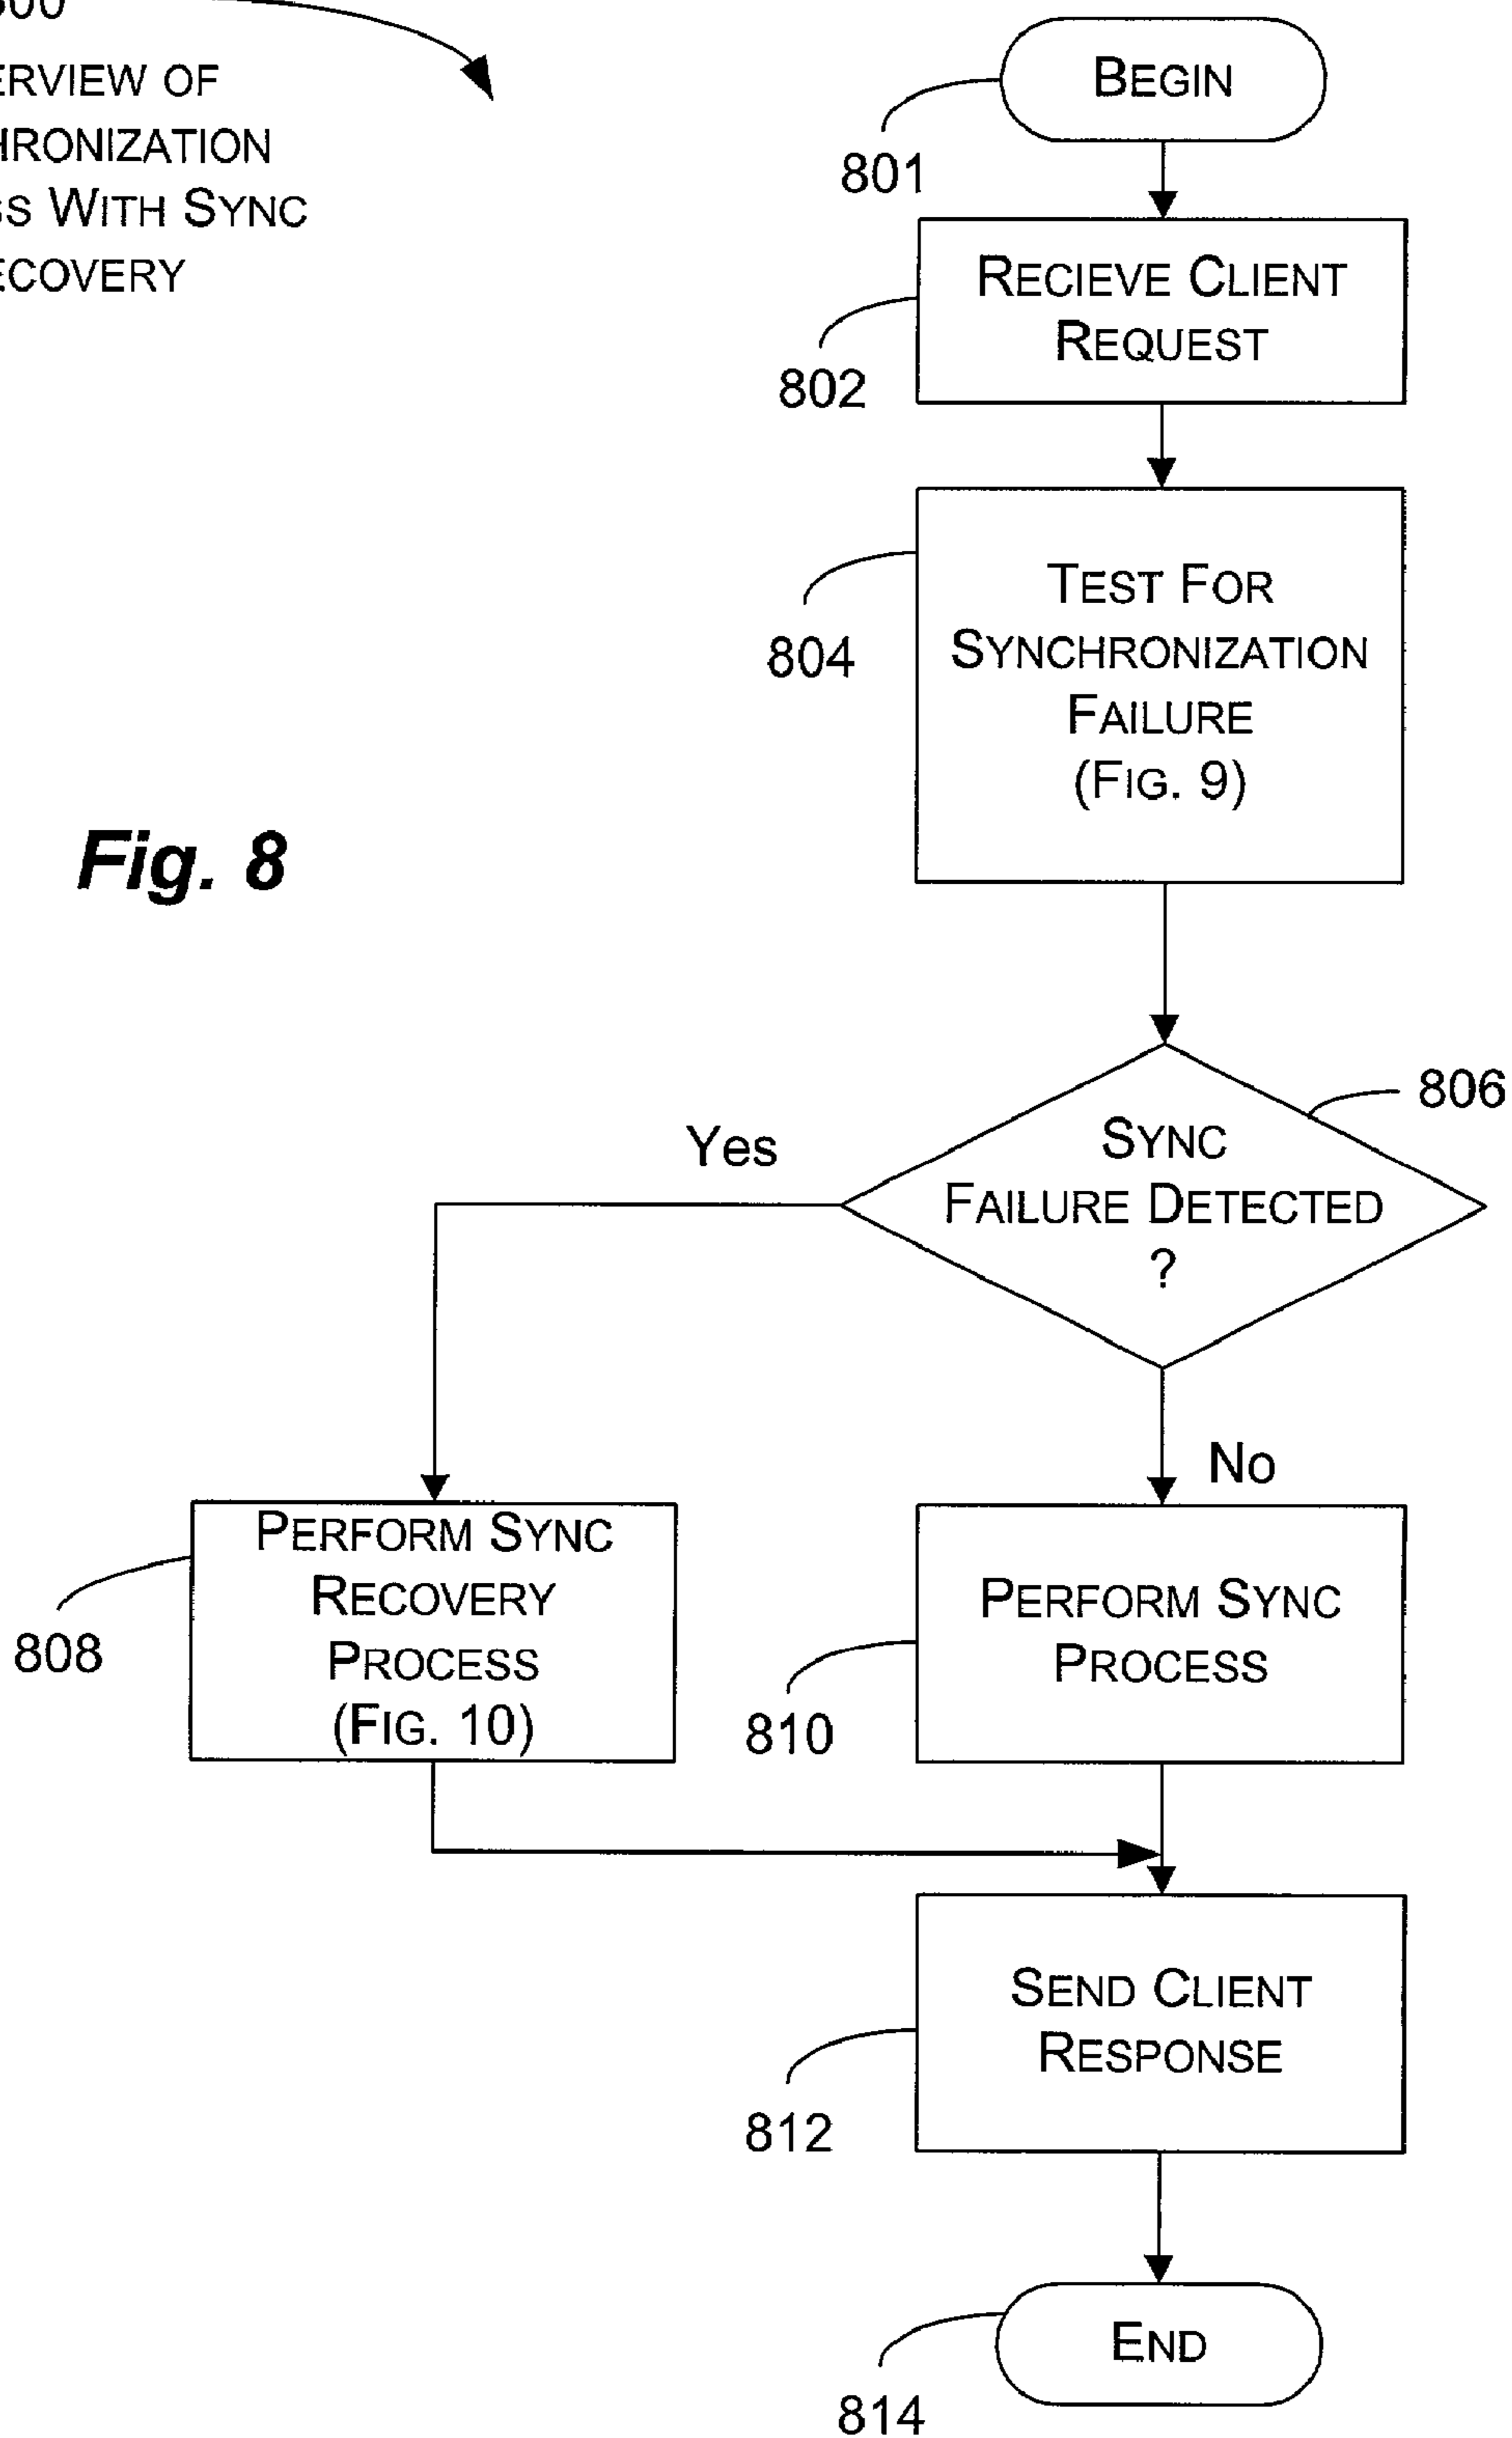 ERVIEW OF
HRONIZATION
WITH SYNC
ECOVERY
BEGIN
801
RECIEVE CLIENT
REQUEST
802
TEST FOR
SYNCHRONIZATION
FAILURE
(FIG. 9)
804
Fig. 8
806
SYNC
FAILURE DETECTED
?
Yes
No
PERFORM SYNC
RECOVERY
PROCESS
(FIG. 10)
808
PERFORM SYNC
PROCESS
810
SEND CLIENT
RESPONSE
812
END
814